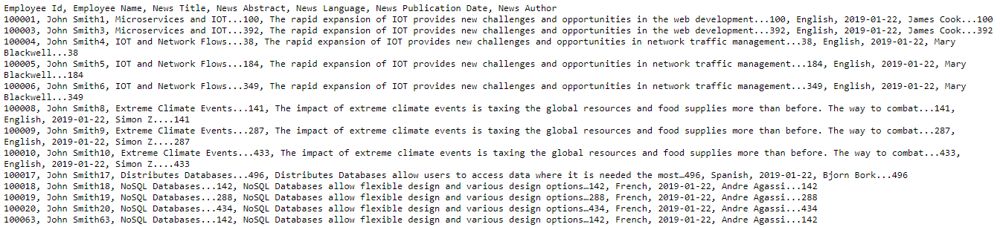 Employee Id, Employee Name, News Title, News Abstract, News Language, News Publication Date, News Author
100001, John Smith1, Microservices and IOT...100, The rapid expansion of IOT provides new challenges and opportunities in the web development...100, English, 2019-01-22, James Cook...100
100003, John Smith3, Microservices and IOT...392, The rapid expansion of IOT provides new challenges and opportunities in the web development...392, English, 2019-01-22, James Cook...392
100004, John Smith4, IOT and Network Flows...38, The rapid expansion of IOT provides new challenges and opportunities in network traffic management...38, English, 2019-01-22, Mary
Blackwell...38
100005, John Smith5, IOT and Network Flows...184, The rapid expansion of IOT provides new challenges and opportunities in network traffic management...184, English, 2019-01-22, Mary
Blackwell...184
100006, John Smith6, IOT and Network Flows...349, The rapid expansion of IOT provides new challenges and opportunities in network traffic management...349, English, 2019-01-22, Mary
Blackwell...349
100008, John Smith8, Extreme Climate Events...141, The impact of extreme climate events is taxing the global resources and food supplies more than before. The way to combat...141,
English, 2019-01-22, Simon Z....141
100009, John Smith9, Extreme Climate Events...287, The impact of extreme climate events is taxing the global resources and food supplies more than before. The way to combat...287,
English, 2019-01-22, Simon Z....287
100010, John Smith10, Extreme Climate Events...433, The impact of extreme climate events is taxing the global resources and food supplies more than before. The way to combat...433,
English, 2019-01-22, Simon Z....433
100017, John Smith17, Distributes Databases...496, Distributes Databases allow users to access data where it is needed the most…496, Spanish, 2019-01-22, Bjorn Bork...496
100018, John Smith18, NoSQL Databases...142, NoSQL Databases allow flexible design and various design options…142, French, 2019-01-22, Andre Agassi...142
100019, John Smith19, NoSQL Databases...288, NoSQL Databases allow flexible design and various design options…288, French, 2019-01-22, Andre Agassi...288
100020, John Smith20, NoSQL Databases...434, NoSQL Databases allow flexible design and various design options…434, French, 2019-01-22, Andre Agassi...434
100063, John Smith63, NoSQL Databases...142, NoSQL Databases allow flexible design and various design options…142, French, 2019-01-22, Andre Agassi...142